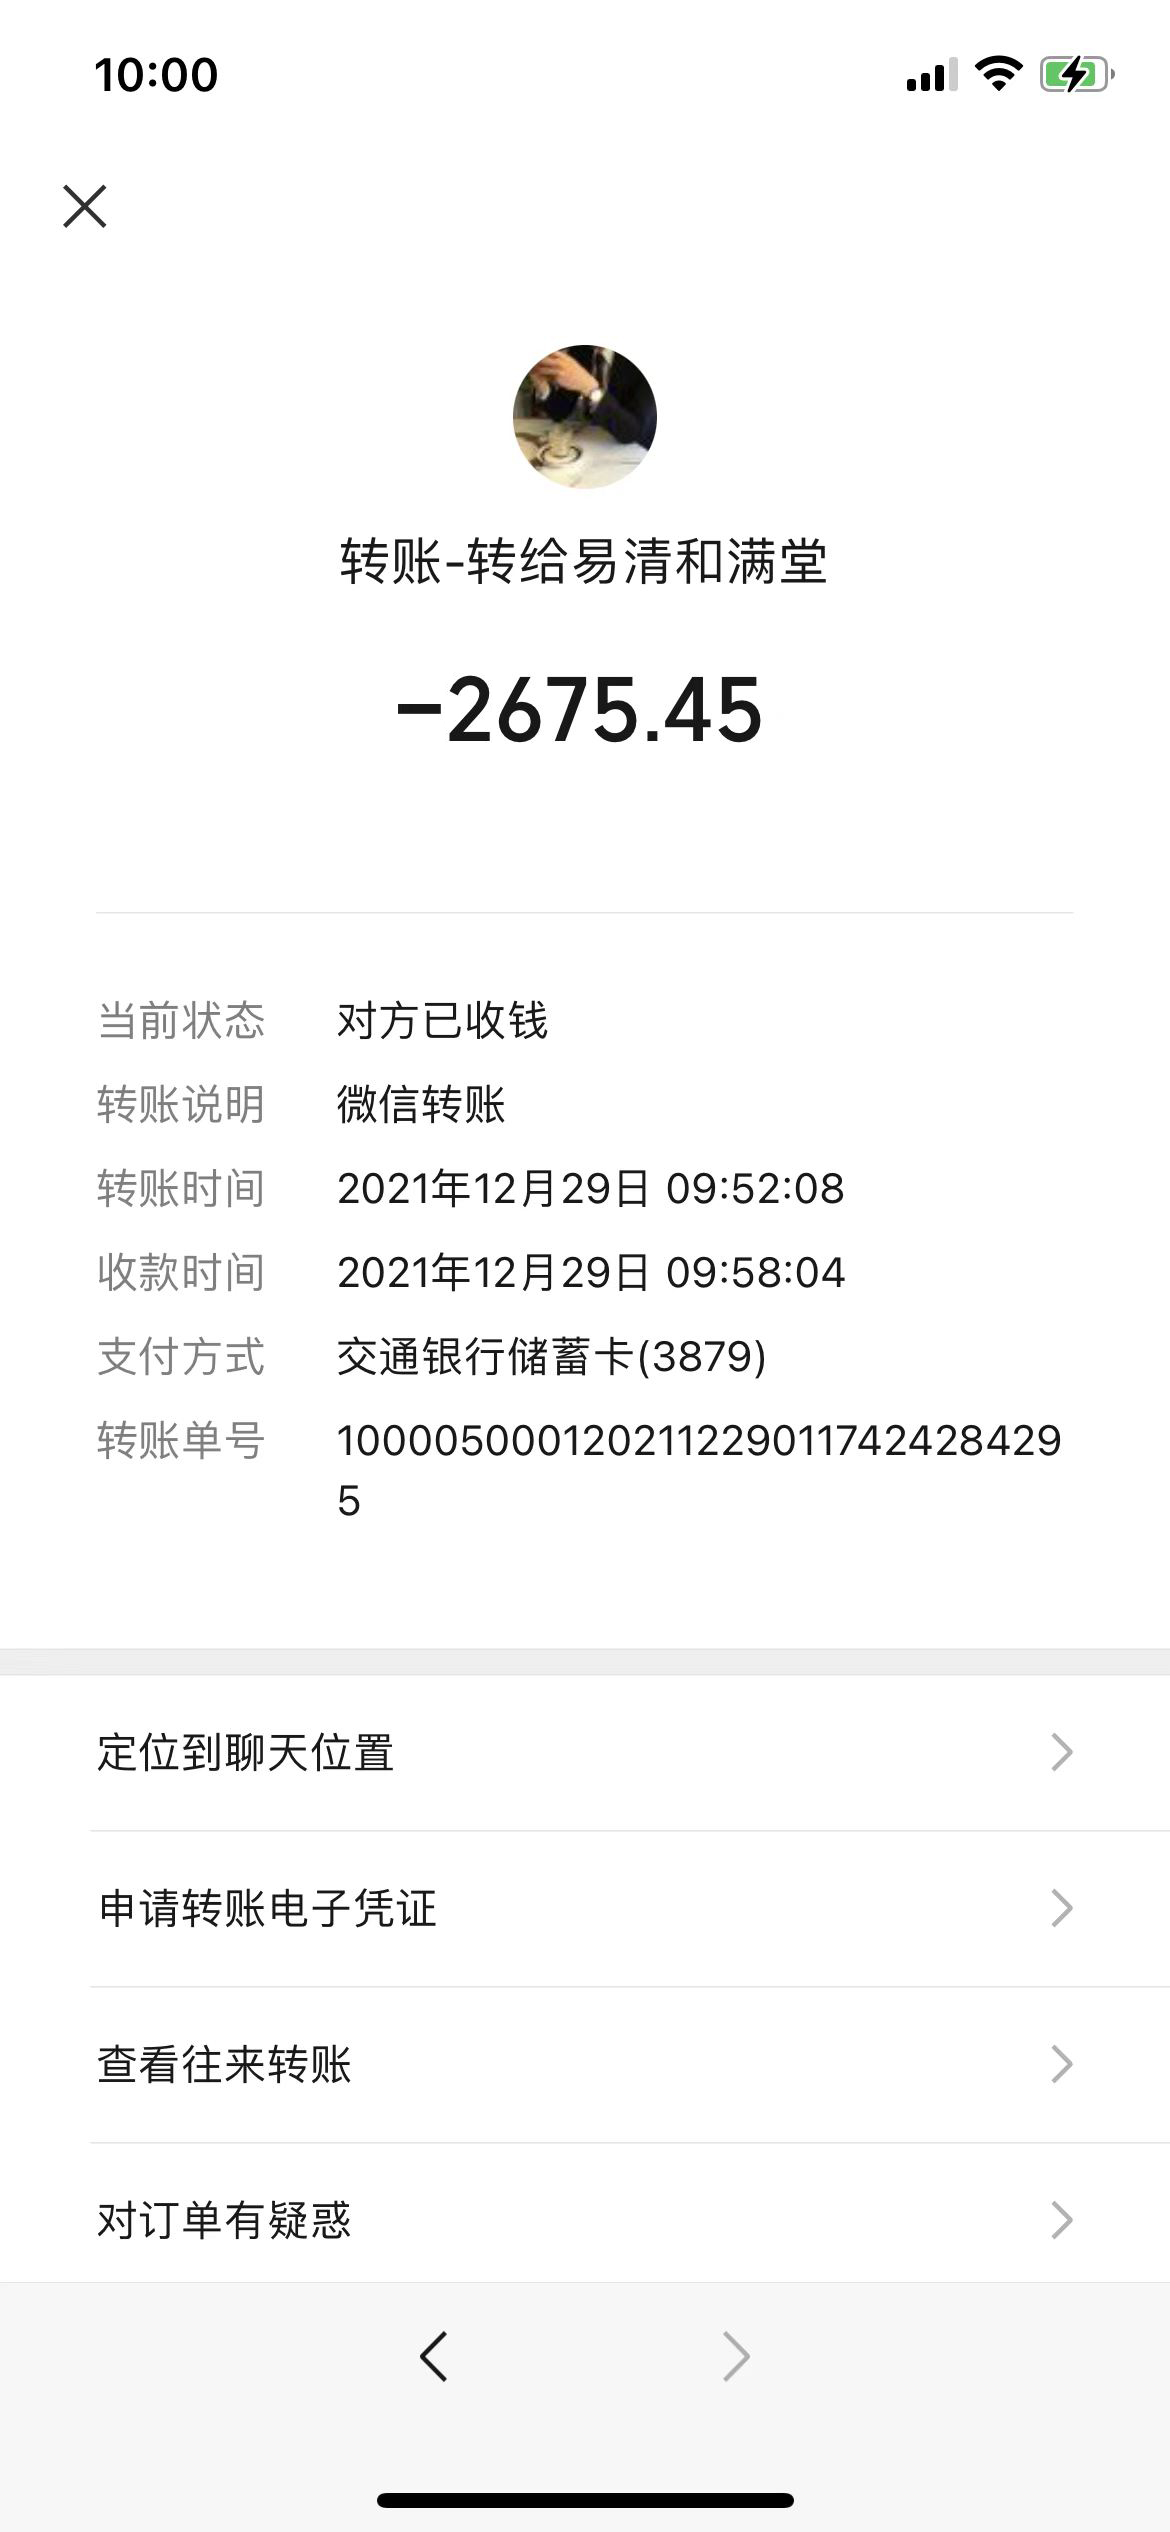 10:00
转账-转给易清和满堂
-2675.45
当前状态 对方已收钱
转账说明 微信转账
转账时间 2021年12月29日 09:52:08
收款时间 2021年12月29日 09:58:04
支付方式 交通银行储蓄卡(3879)
转账单号 100005000120211229011742428429
5
定位到聊天位置
申请转账电子凭证
查看往来转账
对订单有疑惑